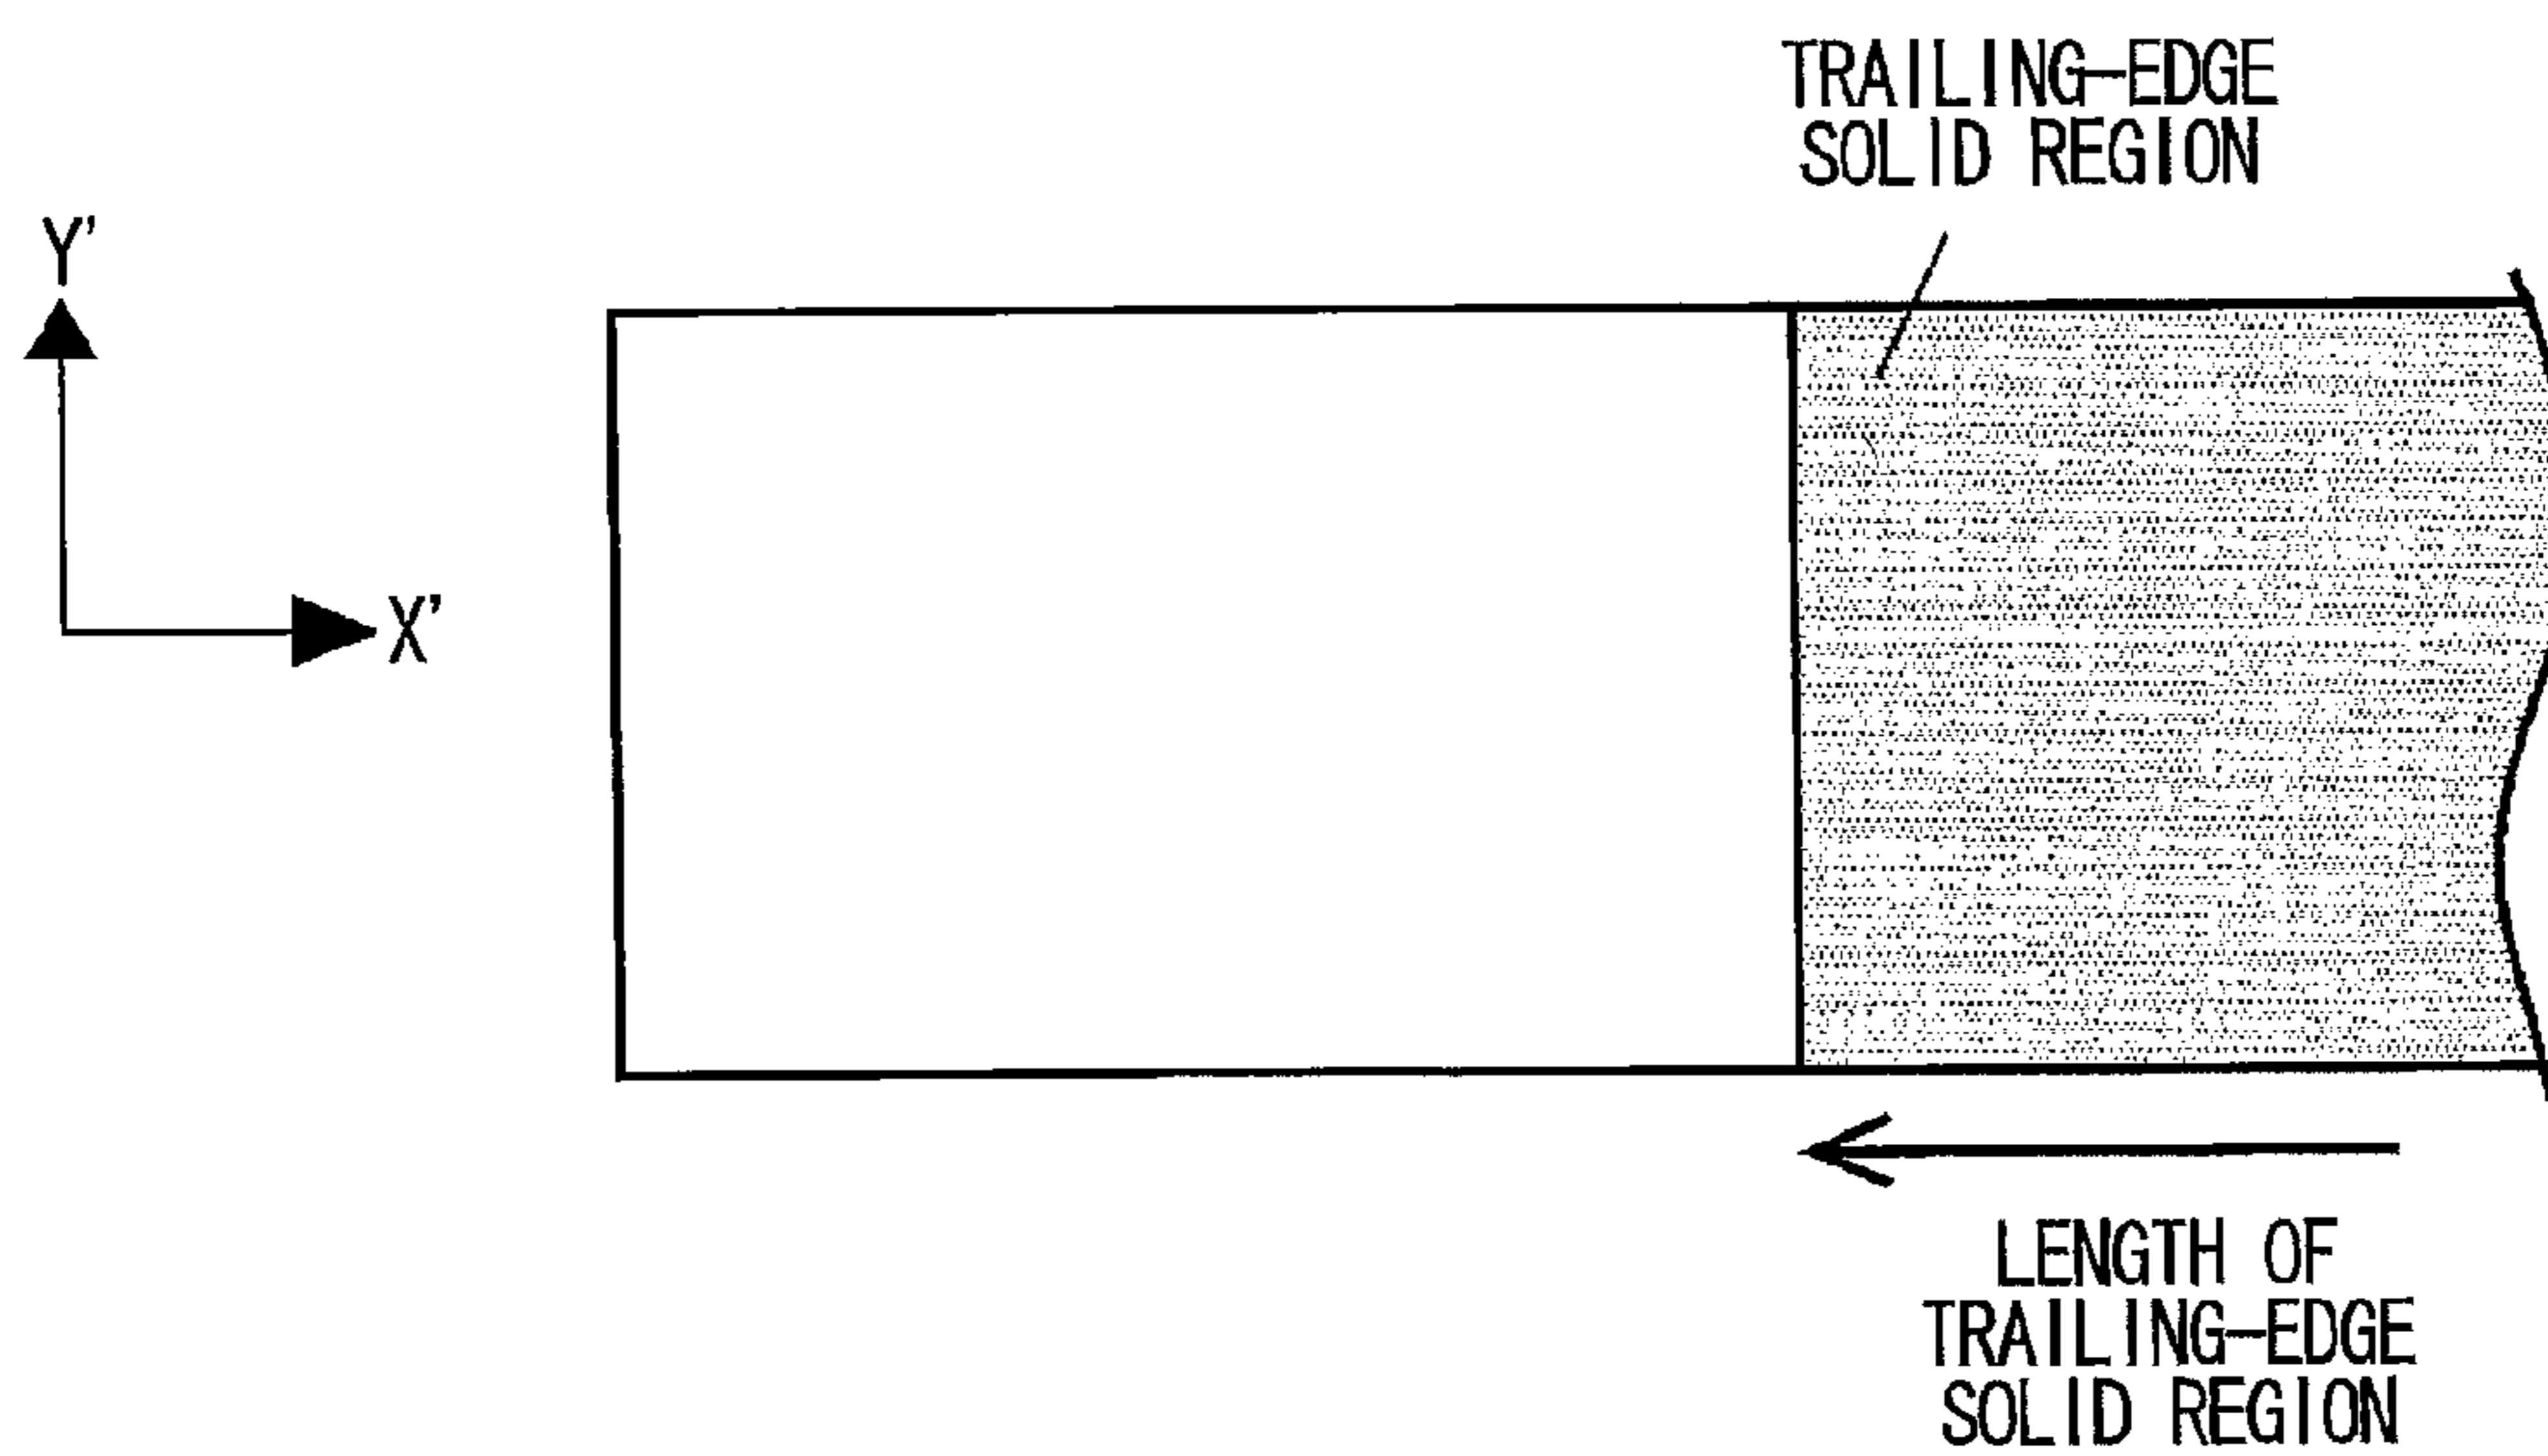 TRAILING-EDGE
SOLID REGION
Y'
X'
LENGTH OF
TRAILING-EDGE
SOLID REGION